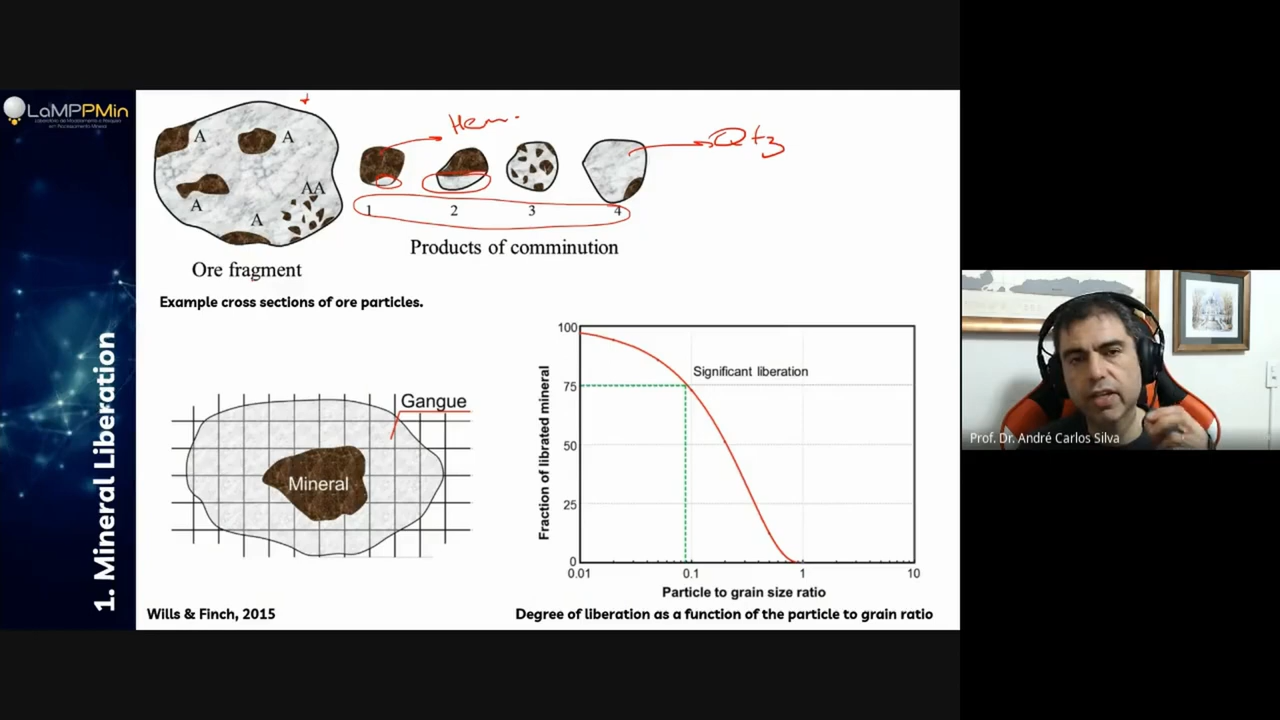 LaMPPMin
1. Mineral Liberation
Hem.
Qtz
A
A
A
AA
A
1
2
3
4
Products of comminution
Ore fragment
Example cross sections of ore particles.
Gangue
Mineral
Wills & Finch, 2015
100
75
50
25
0
0.01
0.1
1
10
Significant liberation
Fraction of librated mineral
Particle to grain size ratio
Degree of liberation as a function of the particle to grain ratio
Prof. Dr. André Carlos Silva